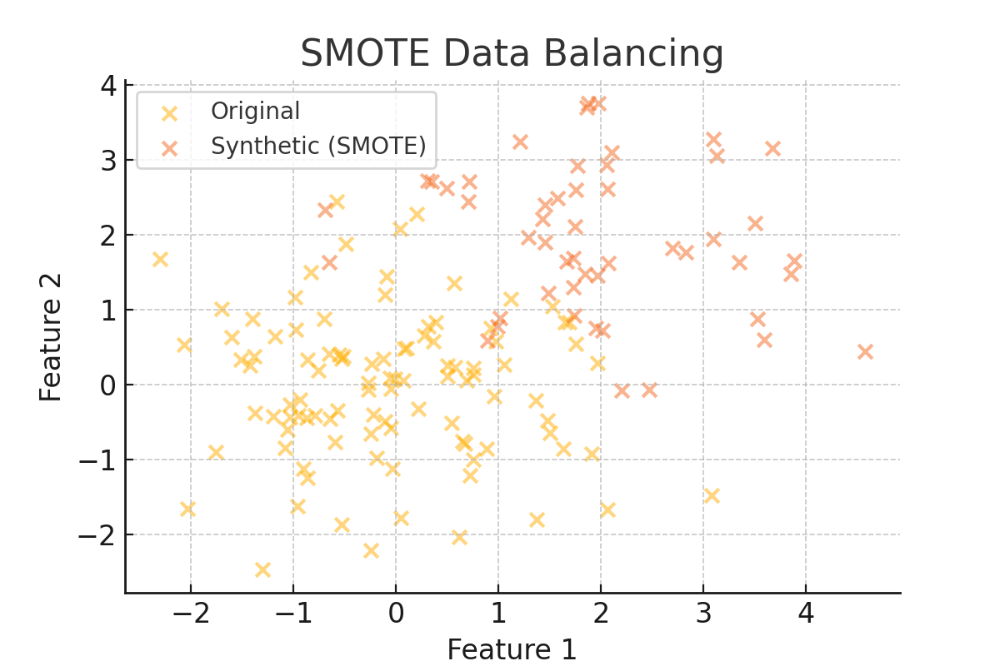 SMOTE Data Balancing
Original
Synthetic (SMOTE)
4
3
2
1
0
−1
−2
Feature 2
−2 −1 0 1 2 3 4
Feature 1